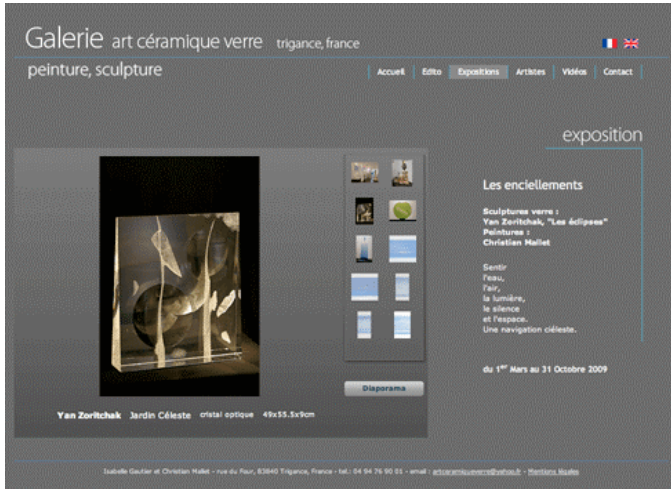 Galerie art céramique verre trigance, france
peinture, sculpture
Accueil Edito Expositions Artistes Vidéos Contact
exposition
Les enciellements
Sculptures verre :
Yan Zoritchak, "Les éclipses"
Peintures :
Christian Mallet
Sentir
l'eau,
l'air,
la lumière,
le silence
et l'espace.
Une navigation céleste.
du 1er Mars au 31 Octobre 2009
Diaporama
Yan Zoritchak Jardin Céleste cristal optique 49x55.5x9cm
Isabelle Gautier et Christian Mallet - rue du Four, 83840 Trigance, France - tel.: 04 94 76 90 01 - email : artceramiqueverre@yahoo.fr - Mentions légales